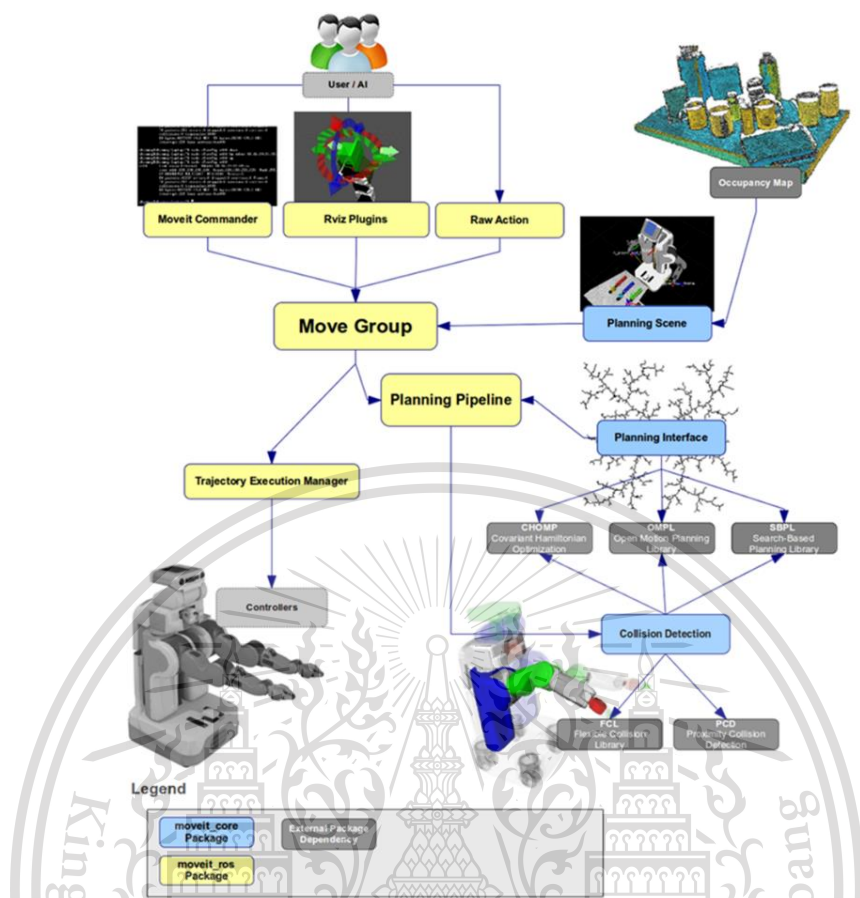 User / AI
Moveit Commander
Rviz Plugins
Raw Action
Occupancy Map
Move Group
Planning Scene
Planning Pipeline
Planning Interface
Trajectory Execution Manager
CHOMP
Covariant Hamiltonian
Optimization
OMPL
Open Motion Planning
Library
SBPL
Search-Based
Planning Library
Controllers
Collision Detection
FCL
Flexible Collision
Library
PCD
Proximity Collision
Detection
Legend
moveit_core
Package
External Package
Dependency
moveit_ros
Package
King